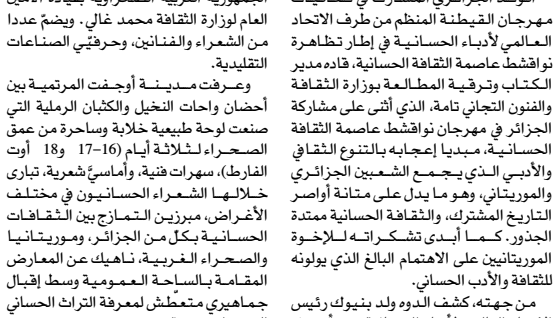 مهرجان القيطنة المنظم من طرف الاتحاد
العالمي لأدباء الحسانية في إطار تظاهرة
نواقشط عاصمة الثقافة الحسانية، قاده مدير
الكتاب وترقية المطالعة بوزارة الثقافة
والفنون التجاني تامة، الذي أثنى على مشاركة
الجزائر في مهرجان نواقشط عاصمة الثقافة
الحسانية، مبديا إعجابه بالتنوع الثقافي
والأدبي الذي يجمع الشعبين الجزائري
والموريتاني، وهو ما يدل على متانة أواصر
التاريخ المشترك، والثقافة الحسانية ممتدة
الجذور. كما أبدى تشكراته للإخوة
الموريتانيين على الاهتمام البالغ الذي يولونه
للثقافة والأدب الحساني.
من جهته، كشف الدوه ولد بنيوك رئيس
الجمهورية العربية الصحراوية بقيادة الأمين
العام لوزارة الثقافة محمد غالي. ويضمّ عددا
من الشعراء والفنانين، وحرفيّي الصناعات
التقليدية.
وعرفت مدينة أوجفت المرتمية بين
أحضان واحات النخيل والكثبان الرملية التي
صنعت لوحة طبيعية خلابة وساحرة من عمق
الصحراء لثلاثة أيام (16–17 و18 أوت
الفارط)، سهرات فنية، وأماسيَّ شعرية، تبارى
خلالها الشعراء الحسانيون في مختلف
الأغراض، مبرزين التمازج بين الثقافات
الحسانية بكلّ من الجزائر، وموريتانيا
والصحراء الغربية، ناهيك عن المعارض
المقامة بالساحة العمومية وسط إقبال
جماهيري متعطّش لمعرفة التراث الحساني